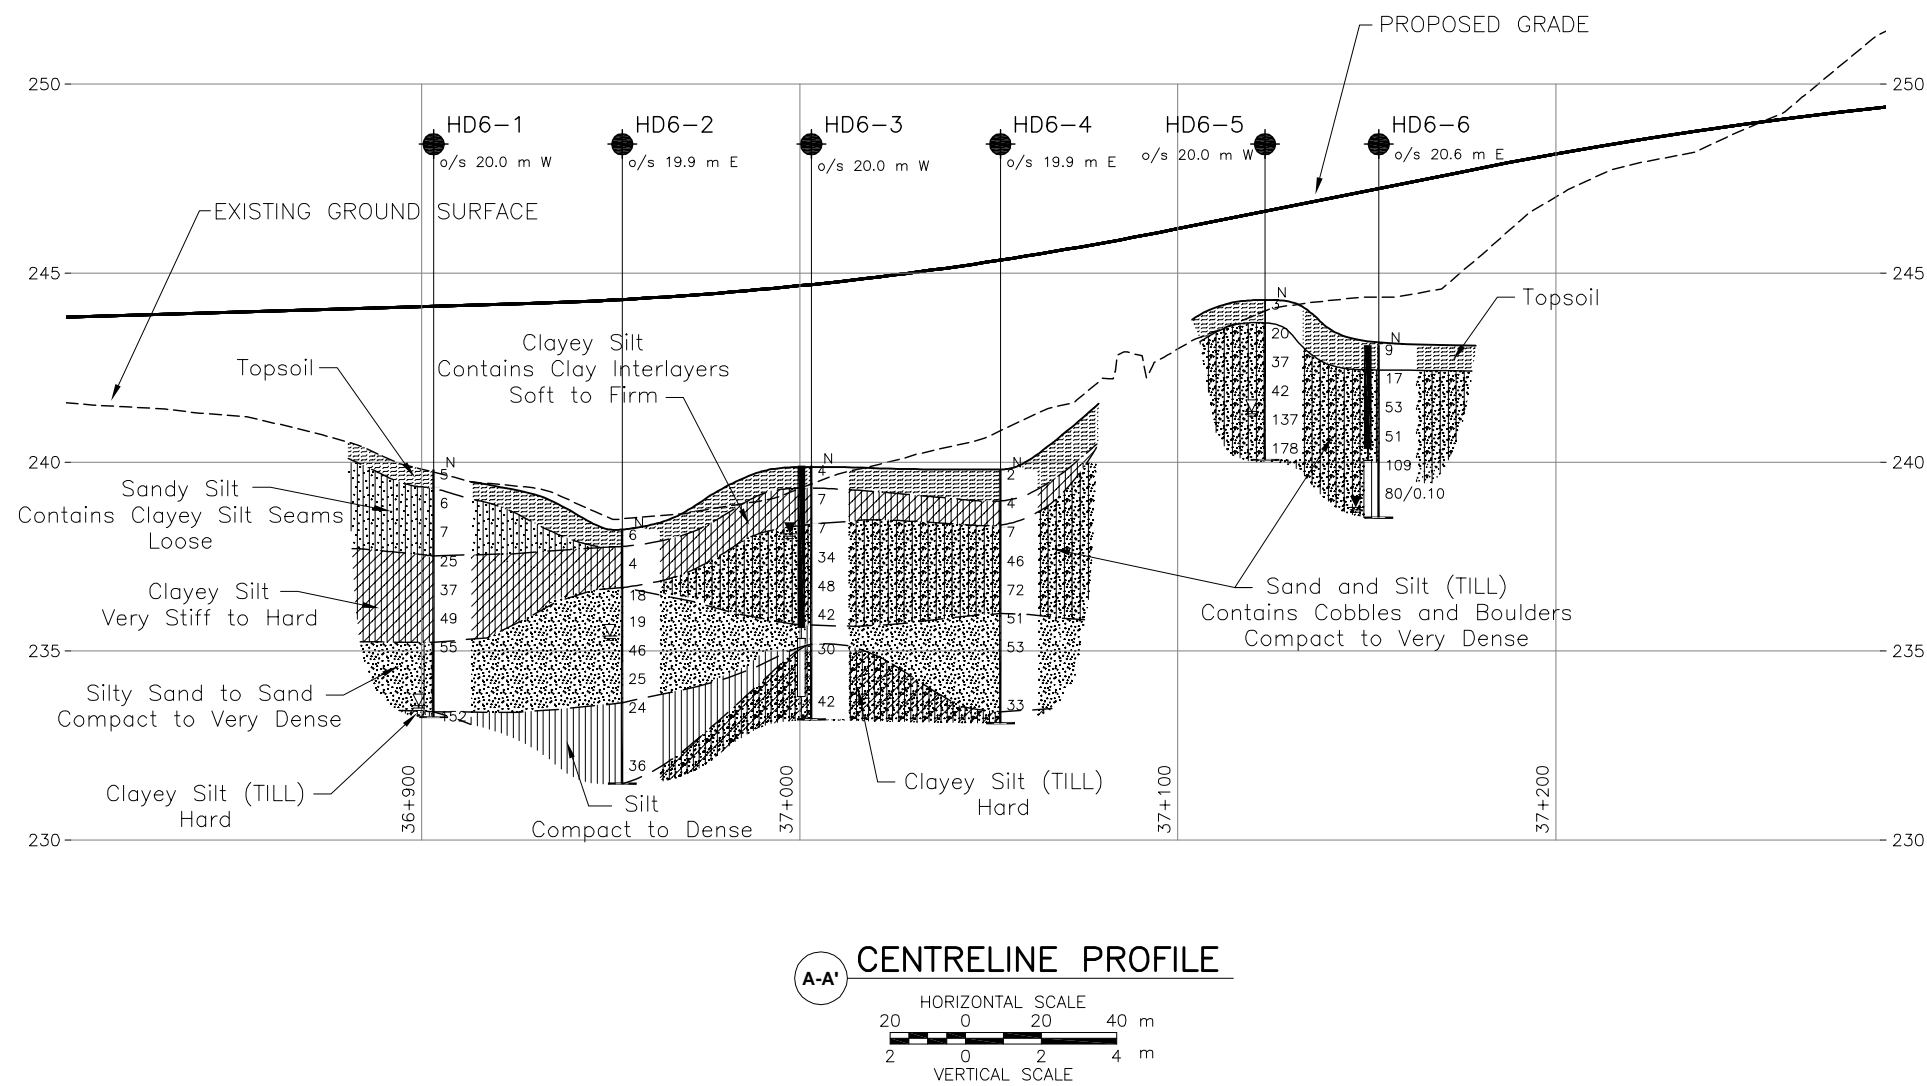 PROPOSED GRADE
250
250
HD6-1
HD6-2
HD6-3
HD6-4
HD6-5
HD6-6
o/s 20.0 m W
o/s 19.9 m E
o/s 20.0 m W
o/s 19.9 m E
o/s 20.0 m W
o/s 20.6 m E
EXISTING GROUND SURFACE
245
245
Topsoil
Clayey Silt
Contains Clay Interlayers
Soft to Firm
Topsoil
240
240
Sandy Silt
Contains Clayey Silt Seams
Loose
Clayey Silt
Very Stiff to Hard
Silty Sand to Sand
Compact to Very Dense
Clayey Silt (TILL)
Hard
N
5
6
7
25
37
49
55
152
N
6
4
18
19
46
25
24
36
N
4
7
7
34
48
42
30
42
N
2
4
7
46
72
51
53
33
N
3
20
37
42
137
178
N
9
17
53
51
109
80/0.10
Sand and Silt (TILL)
Contains Cobbles and Boulders
Compact to Very Dense
235
235
Silt
Compact to Dense
Clayey Silt (TILL)
Hard
36+900
37+000
37+100
37+200
230
230
A-A'
CENTRELINE PROFILE
HORIZONTAL SCALE
20 0 20 40 m
2 0 2 4 m
VERTICAL SCALE